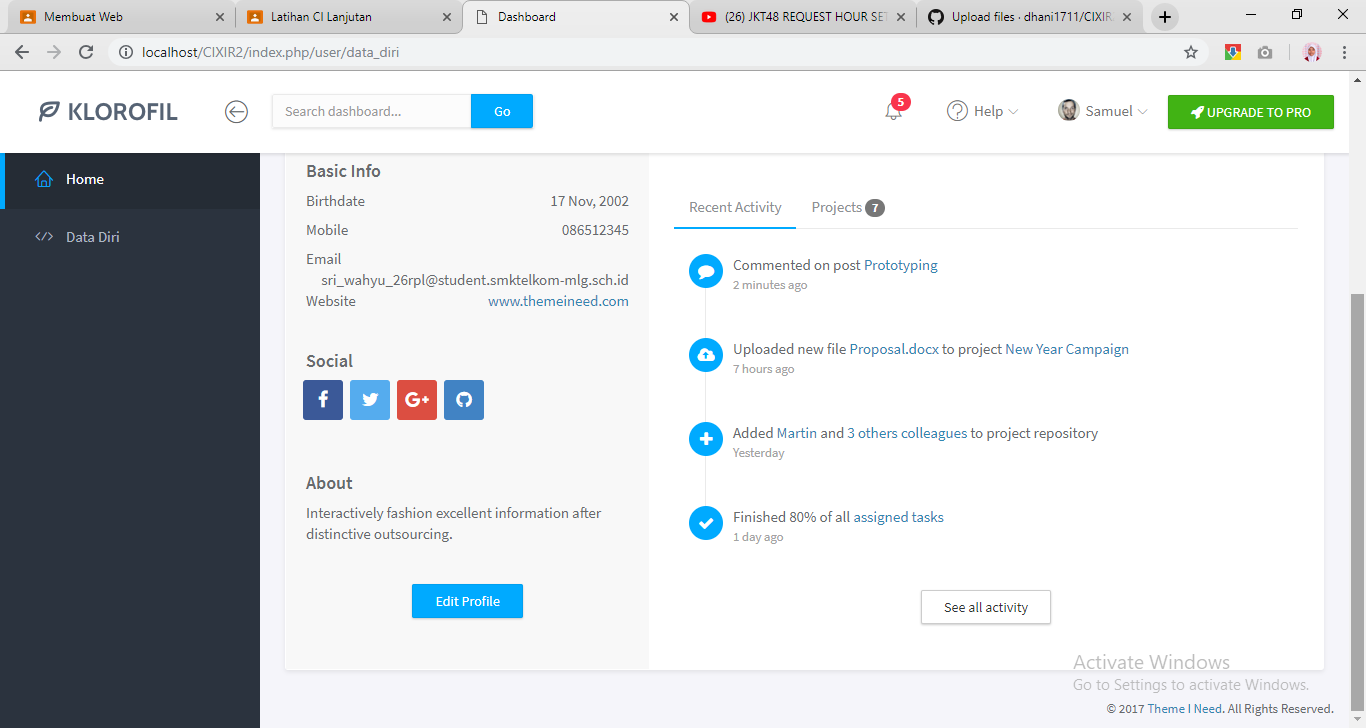 Membuat Web
Latihan CI Lanjutan
Dashboard
(26) JKT48 REQUEST HOUR SET
Upload files · dhani1711/CIXIR
localhost/CIXIR2/index.php/user/data_diri
KLOROFIL
Search dashboard...
Go
5
Help
Samuel
UPGRADE TO PRO
Home
Data Diri
Basic Info
Birthdate 17 Nov, 2002
Mobile 086512345
Email
sri_wahyu_26rpl@student.smktelkom-mlg.sch.id
Website www.themeineed.com
Social
f
G+
About
Interactively fashion excellent information after
distinctive outsourcing.
Edit Profile
Recent Activity
Projects 7
Commented on post Prototyping
2 minutes ago
Uploaded new file Proposal.docx to project New Year Campaign
7 hours ago
Added Martin and 3 others colleagues to project repository
Yesterday
Finished 80% of all assigned tasks
1 day ago
See all activity
Activate Windows
Go to Settings to activate Windows.
© 2017 Theme I Need. All Rights Reserved.